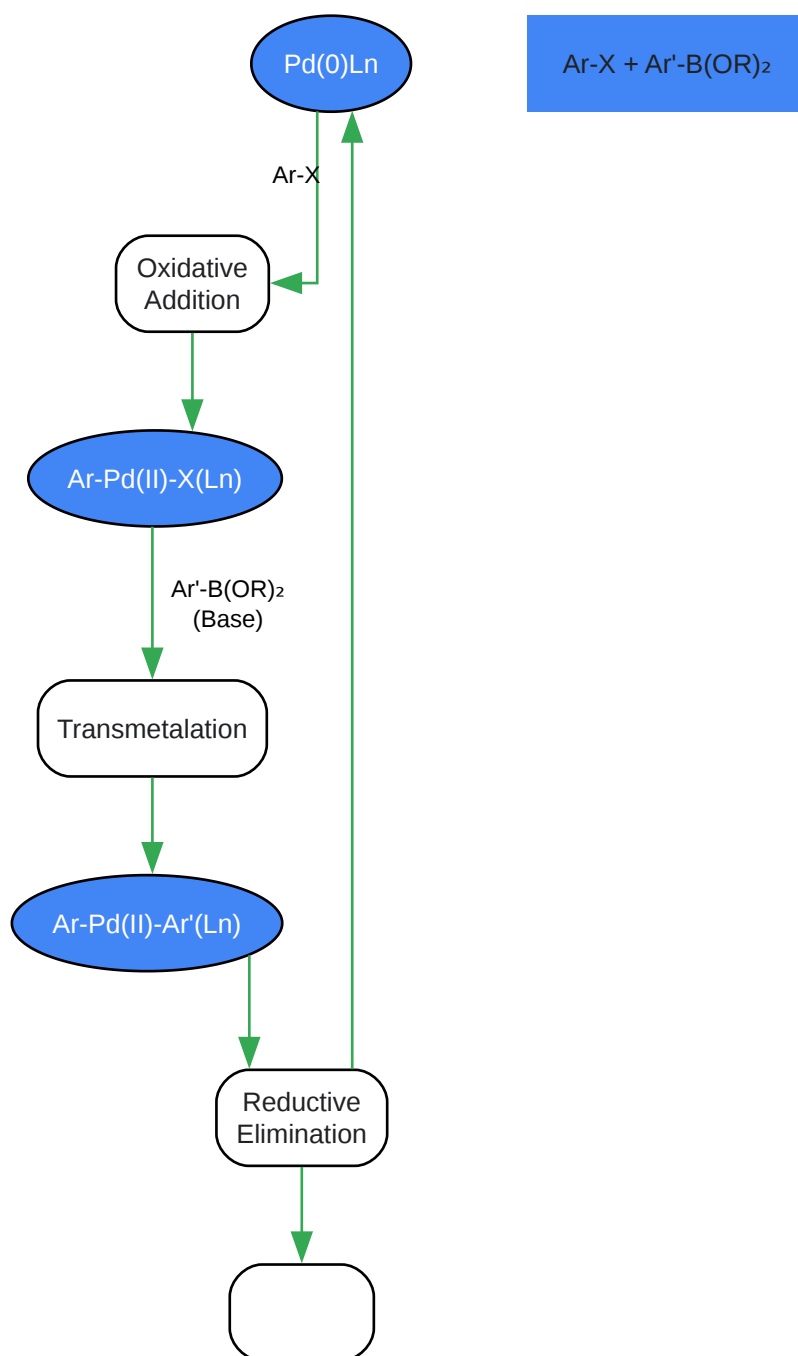 Pd(0)Ln
Ar-X + Ar'-B(OR)₂
Ar-X
Oxidative
Addition
Ar-Pd(II)-X(Ln)
Ar'-B(OR)₂
(Base)
Transmetalation
Ar-Pd(II)-Ar'(Ln)
Reductive
Elimination